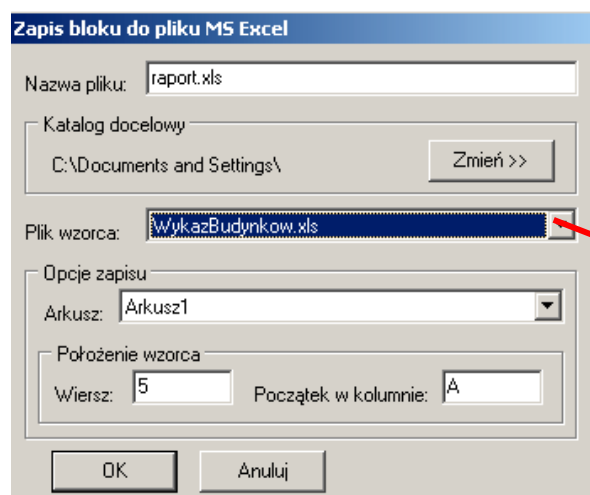 Zapis bloku do pliku MS Excel
Nazwa pliku: raport.xls
Katalog docelowy
C:\Documents and Settings\ Zmień >>
Plik wzorca: WykazBudynkow.xls
Opcje zapisu
Arkusz: Arkusz1
Położenie wzorca
Wiersz: 5 Początek w kolumnie: A
OK Anuluj